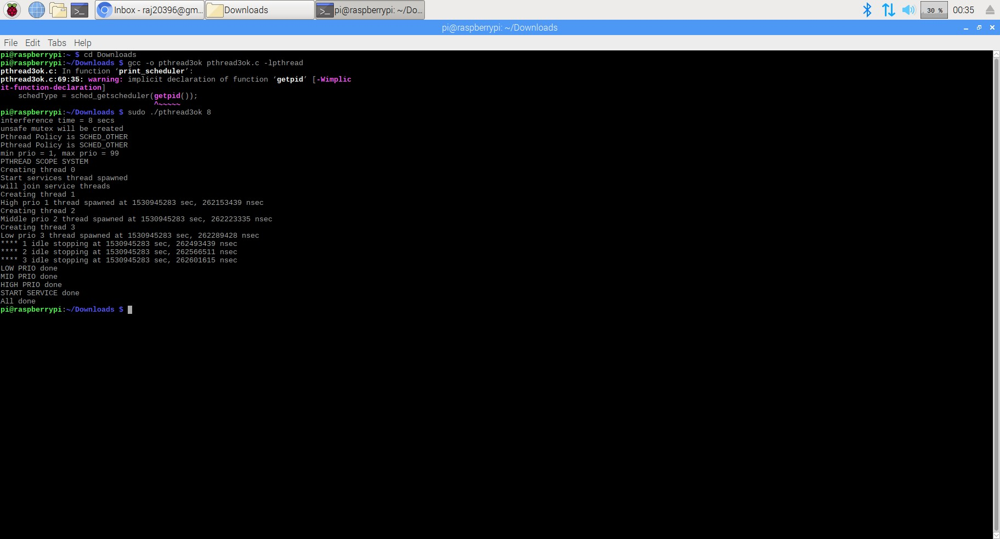 Inbox - raj20396@gm...
Downloads
pi@raspberrypi: ~/Do...
30 %
00:35
pi@raspberrypi: ~/Downloads
File Edit Tabs Help
pi@raspberrypi:~ $ cd Downloads
pi@raspberrypi:~/Downloads $ gcc -o pthread3ok pthread3ok.c -lpthread
pthread3ok.c: In function ‘print_scheduler’:
pthread3ok.c:69:35: warning: implicit declaration of function ‘getpid’ [-Wimplic
it-function-declaration]
    schedType = sched_getscheduler(getpid());
                                   ^~~~~~
pi@raspberrypi:~/Downloads $ sudo ./pthread3ok 8
interference time = 8 secs
unsafe mutex will be created
Pthread Policy is SCHED_OTHER
Pthread Policy is SCHED_OTHER
min prio = 1, max prio = 99
PTHREAD SCOPE SYSTEM
Creating thread 0
Start services thread spawned
will join service threads
Creating thread 1
High prio 1 thread spawned at 1530945283 sec, 262153439 nsec
Creating thread 2
Middle prio 2 thread spawned at 1530945283 sec, 262223335 nsec
Creating thread 3
Low prio 3 thread spawned at 1530945283 sec, 262289428 nsec
**** 1 idle stopping at 1530945283 sec, 262493439 nsec
**** 2 idle stopping at 1530945283 sec, 262566511 nsec
**** 3 idle stopping at 1530945283 sec, 262601615 nsec
LOW PRIO done
MID PRIO done
HIGH PRIO done
START SERVICE done
All done
pi@raspberrypi:~/Downloads $